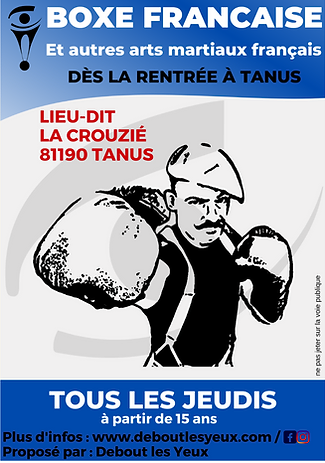 BOXE FRANCAISE
Et autres arts martiaux français
DÈS LA RENTRÉE À TANUS
LIEU-DIT
LA CROUZIÉ
81190 TANUS
ne pas jeter sur la voie publique
TOUS LES JEUDIS
à partir de 15 ans
Plus d'infos : www.deboutlesyeux.com /
Proposé par : Debout les Yeux